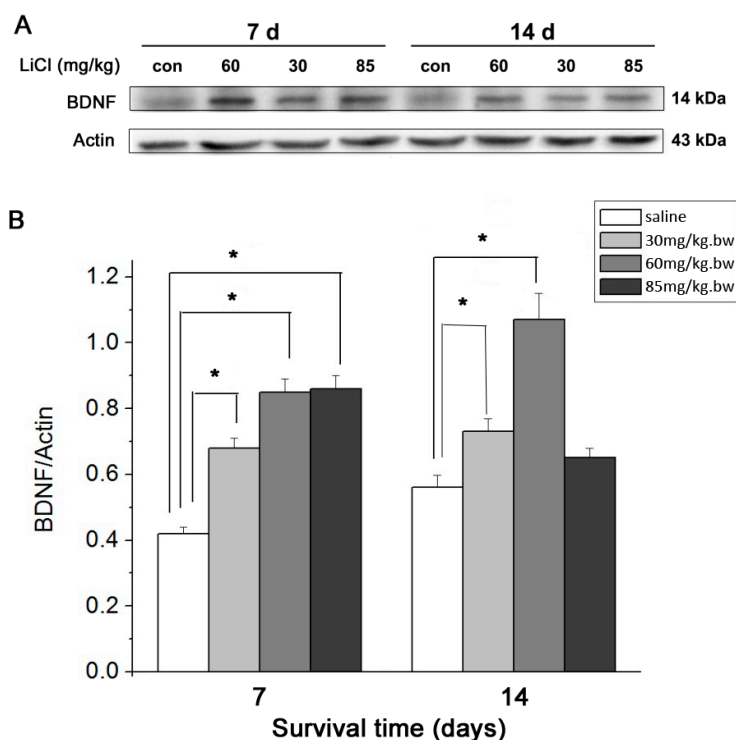 A
7 d 14 d
LiCl (mg/kg) con 60 30 85 con 60 30 85
BDNF 14 kDa
Actin 43 kDa
B
saline
30mg/kg.bw
60mg/kg.bw
85mg/kg.bw
* * * * *
1.2
1.0
0.8
0.6
0.4
0.2
0.0
BDNF/Actin
7 14
Survival time (days)